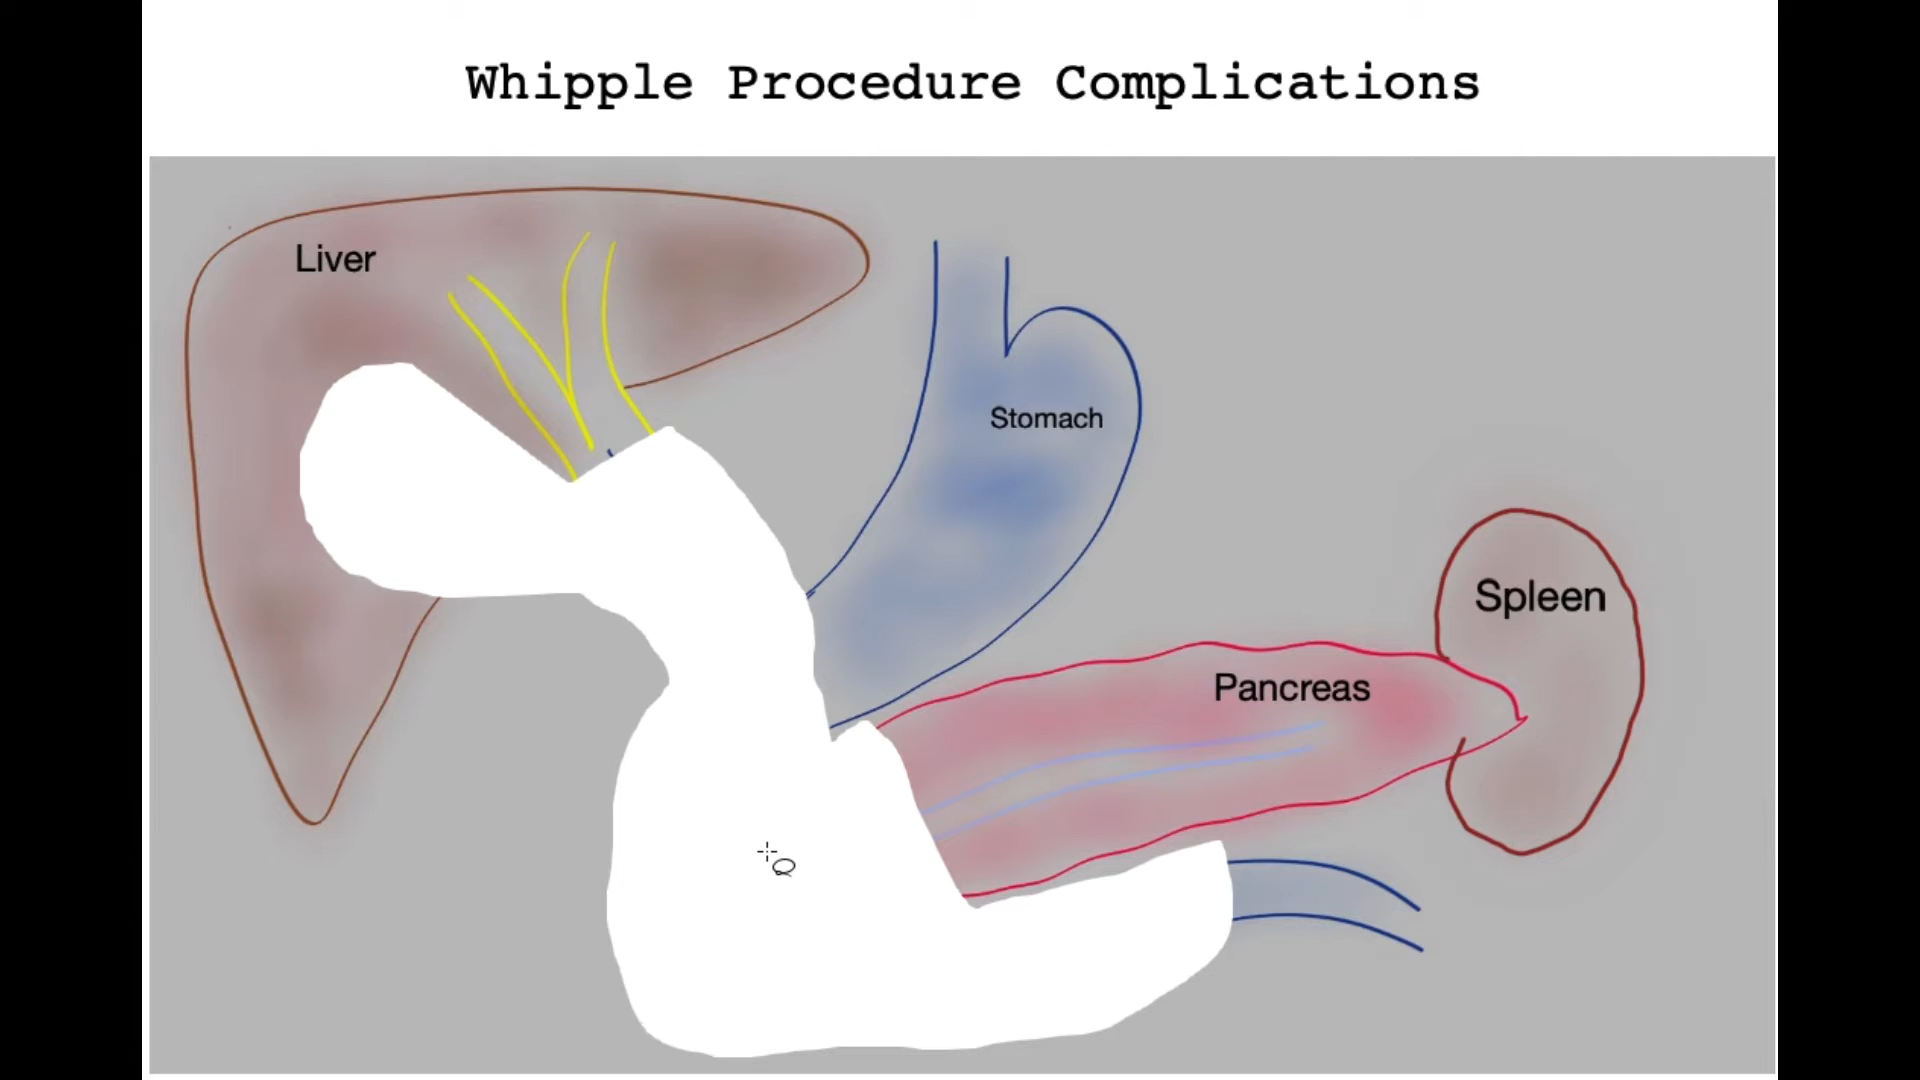 Whipple Procedure Complications
Liver
Stomach
Spleen
Pancreas